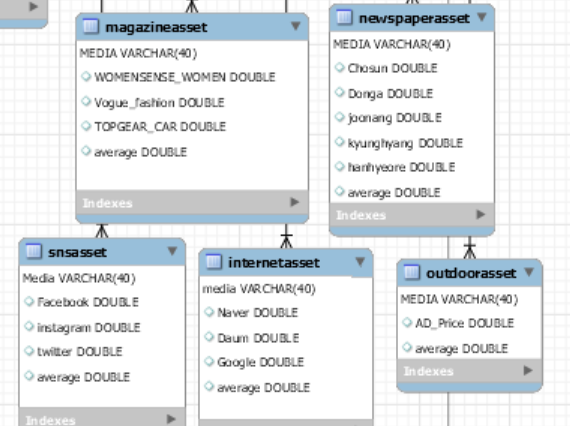 magazineasset
MEDIA VARCHAR(40)
WOMENSENSE_WOMEN DOUBLE
Vogue_fashion DOUBLE
TOPGEAR_CAR DOUBLE
average DOUBLE
Indexes
newspaperasset
MEDIA VARCHAR(40)
Chosun DOUBLE
Donga DOUBLE
joonang DOUBLE
kyunghyang DOUBLE
hanhyeore DOUBLE
average DOUBLE
Indexes
snsasset
Media VARCHAR(40)
Facebook DOUBLE
instagram DOUBLE
twitter DOUBLE
average DOUBLE
Indexes
internetasset
media VARCHAR(40)
Naver DOUBLE
Daum DOUBLE
Google DOUBLE
average DOUBLE
outdoorasset
MEDIA VARCHAR(40)
AD_Price DOUBLE
average DOUBLE
Indexes